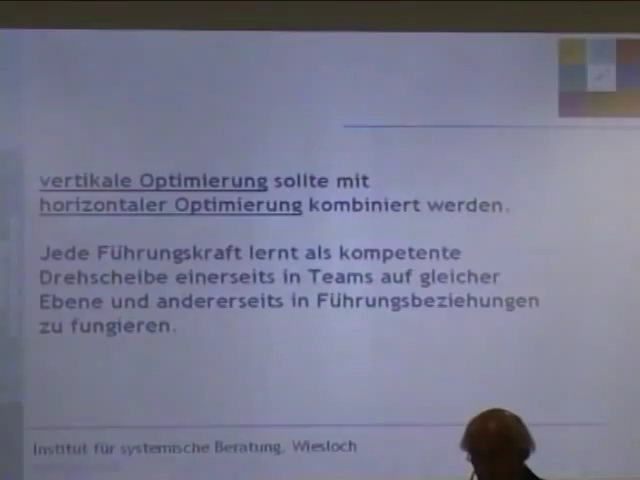 vertikale Optimierung sollte mit
horizontaler Optimierung kombiniert werden.
Jede Führungskraft lernt als kompetente
Drehscheibe einerseits in Teams auf gleicher
Ebene und andererseits in Führungsbeziehungen
zu fungieren.
Institut für systemische Beratung, Wiesloch